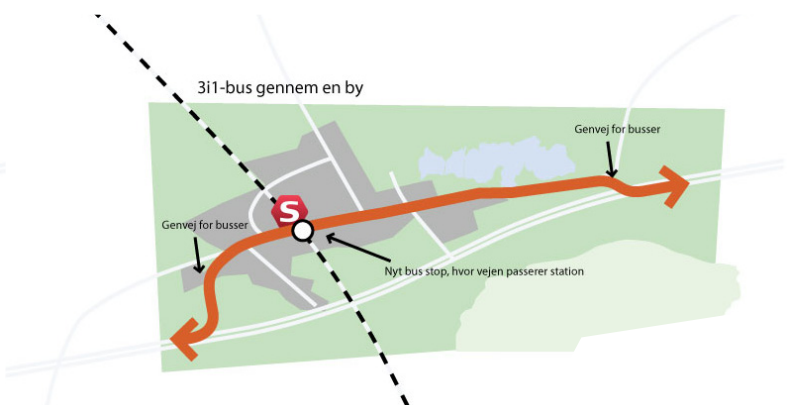 3i1-bus gennem en by
Genvej for busser
S
Genvej for busser
Nyt bus stop, hvor vejen passerer station